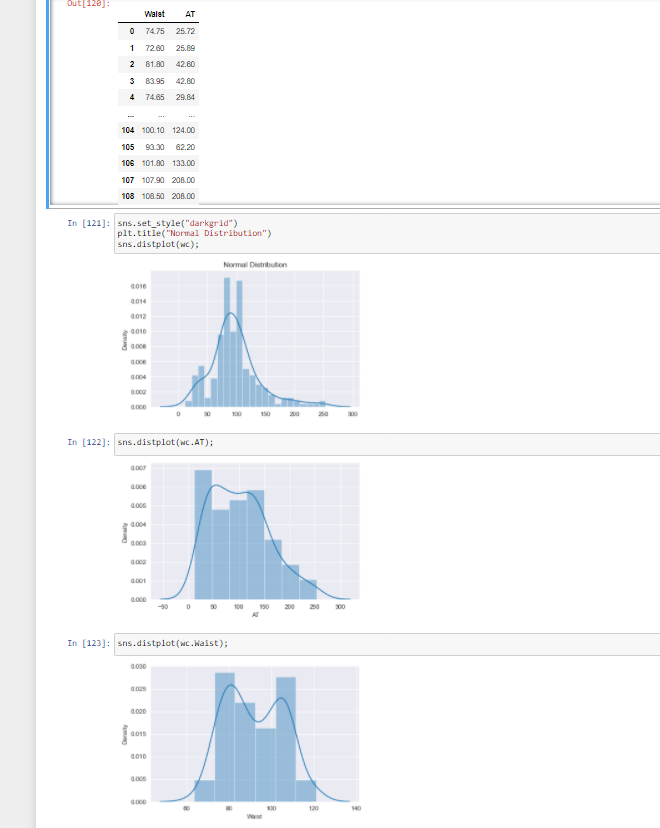 Out[120]:
Waist AT
0 74.75 25.72
1 72.60 25.89
2 81.80 42.60
3 83.95 42.80
4 74.65 29.84
... ... ...
104 100.10 124.00
105 93.30 62.20
106 101.80 133.00
107 107.90 208.00
108 108.50 208.00
In [121]: sns.set_style("darkgrid")
plt.title("Normal Distribution")
sns.distplot(wc);
Normal Distribution
0.016
0.014
0.012
0.010
0.008
0.006
0.004
0.002
0.000
Density
0 50 100 150 200 250 300
In [122]: sns.distplot(wc.AT);
0.007
0.006
0.005
0.004
0.003
0.002
0.001
0.000
Density
-50 0 50 100 150 200 250 300
AT
In [123]: sns.distplot(wc.Waist);
0.030
0.025
0.020
0.015
0.010
0.005
0.000
Density
60 80 100 120 140
Waist